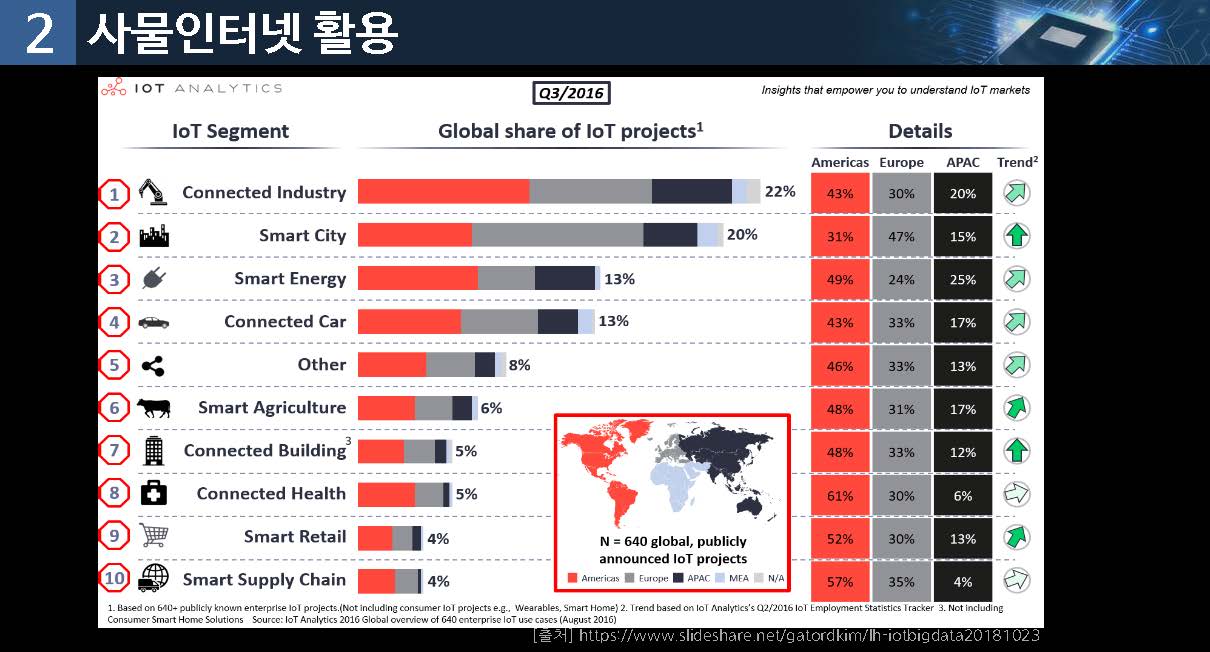 2 사물인터넷 활용
IOT ANALYTICS
Q3/2016
Insights that empower you to understand IoT markets
IoT Segment Global share of IoT projects1 Details
Americas Europe APAC Trend2
1 Connected Industry 22% 43% 30% 20%
2 Smart City 20% 31% 47% 15%
3 Smart Energy 13% 49% 24% 25%
4 Connected Car 13% 43% 33% 17%
5 Other 8% 46% 33% 13%
6 Smart Agriculture 6% 48% 31% 17%
7 Connected Building3 5% 48% 33% 12%
8 Connected Health 5% 61% 30% 6%
9 Smart Retail 4% 52% 30% 13%
10 Smart Supply Chain 4% 57% 35% 4%
N = 640 global, publicly
announced IoT projects
Americas Europe APAC MEA N/A
1. Based on 640+ publicly known enterprise IoT projects.(Not including consumer IoT projects e.g., Wearables, Smart Home) 2. Trend based on IoT Analytics's Q2/2016 IoT Employment Statistics Tracker 3. Not including
Consumer Smart Home Solutions Source: IoT Analytics 2016 Global overview of 640 enterprise IoT use cases (August 2016)
[출처] https://www.slideshare.net/gatordkim/lh-iotbigdata20181023